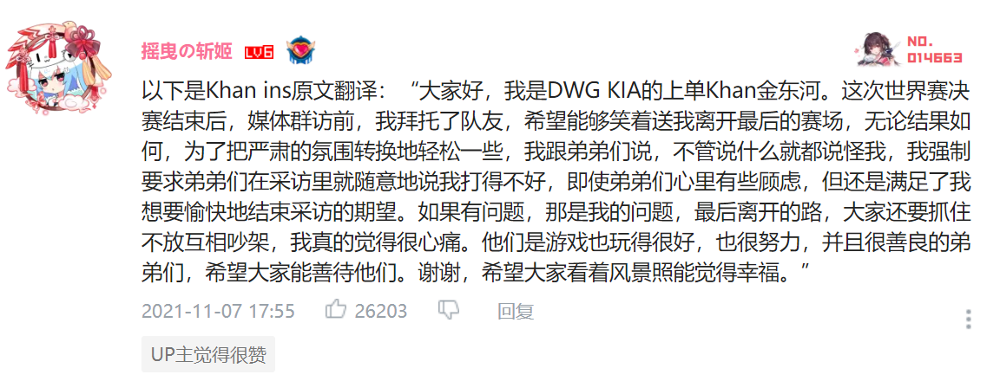 摇曳の斩姬 LV6
NO.
014663
以下是Khan ins原文翻译：“大家好，我是DWG KIA的上单Khan金东河。这次世界赛决
赛结束后，媒体群访前，我拜托了队友，希望能够笑着送我离开最后的赛场，无论结果如
何，为了把严肃的氛围转换地轻松一些，我跟弟弟们说，不管说什么就都说怪我，我强制
要求弟弟们在采访里就随意地说我打得不好，即使弟弟们心里有些顾虑，但还是满足了我
想要愉快地结束采访的期望。如果有问题，那是我的问题，最后离开的路，大家还要抓住
不放互相吵架，我真的觉得很心痛。他们是游戏也玩得很好，也很努力，并且很善良的弟
弟们，希望大家能善待他们。谢谢，希望大家看着风景照能觉得幸福。”
2021-11-07 17:55 26203 回复
UP主觉得很赞